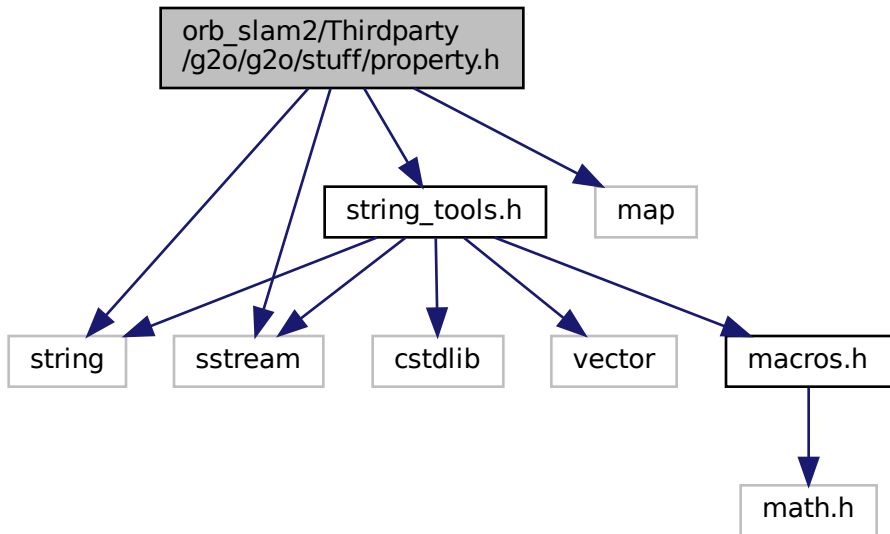 orb_slam2/Thirdparty
/g2o/g2o/stuff/property.h
string_tools.h
map
string
sstream
cstdlib
vector
macros.h
math.h